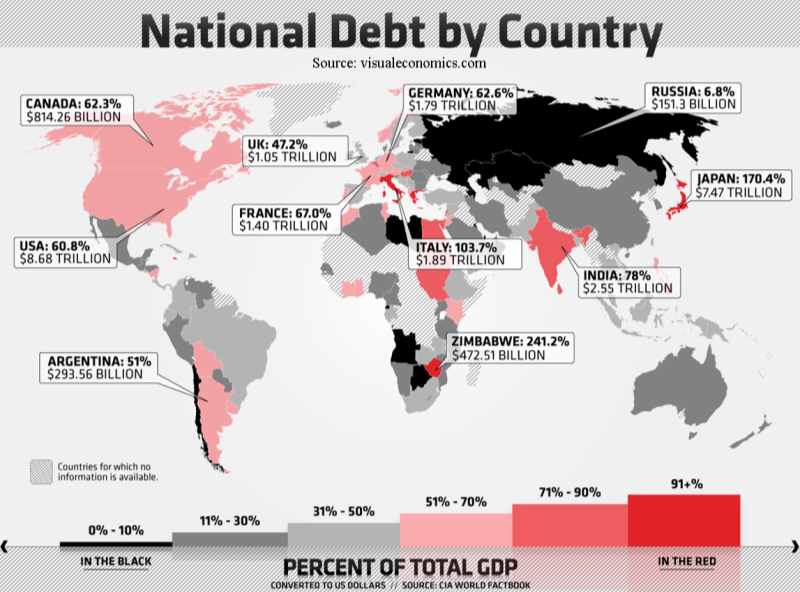 National Debt by Country
Source: visualeconomics.com
CANADA: 62.3%
$814.26 BILLION
GERMANY: 62.6%
$1.79 TRILLION
RUSSIA: 6.8%
$151.3 BILLION
UK: 47.2%
$1.05 TRILLION
JAPAN: 170.4%
$7.47 TRILLION
FRANCE: 67.0%
$1.40 TRILLION
USA: 60.8%
$8.68 TRILLION
ITALY: 103.7%
$1.89 TRILLION
INDIA: 78%
$2.55 TRILLION
ZIMBABWE: 241.2%
$472.51 BILLION
ARGENTINA: 51%
$293.56 BILLION
Countries for which no
information is available.
0% - 10%
11% - 30%
31% - 50%
51% - 70%
71% - 90%
91+%
IN THE BLACK
PERCENT OF TOTAL GDP
IN THE RED
CONVERTED TO US DOLLARS // SOURCE: CIA WORLD FACTBOOK